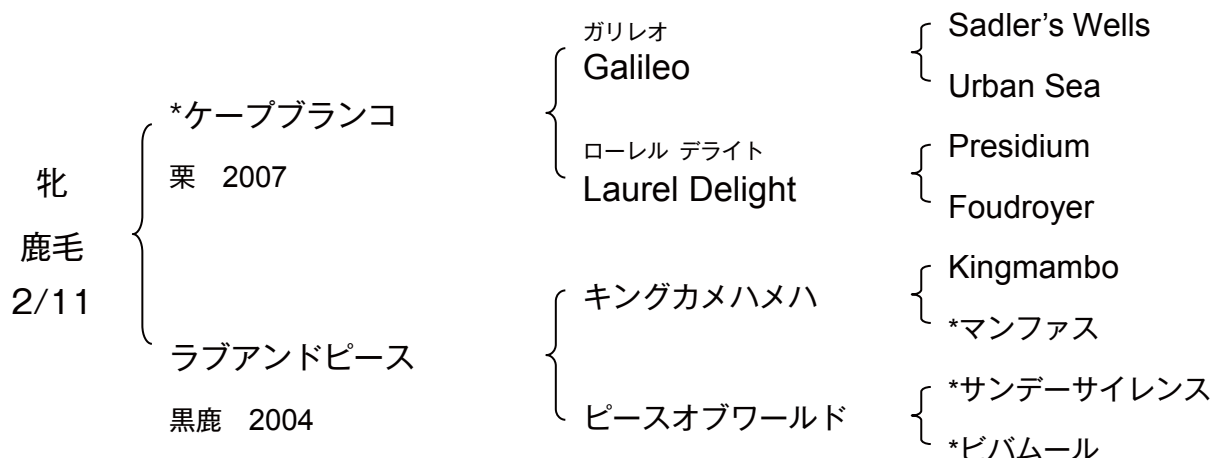 牝
鹿毛
2/11
*ケープブランコ
栗 2007
ラブアンドピース
黒鹿 2004
ガリレオ
Galileo
ローレル デライト
Laurel Delight
キングカメハメハ
ピースオブワールド
Sadler’s Wells
Urban Sea
Presidium
Foudroyer
Kingmambo
*マンファス
*サンデーサイレンス
*ビバムール